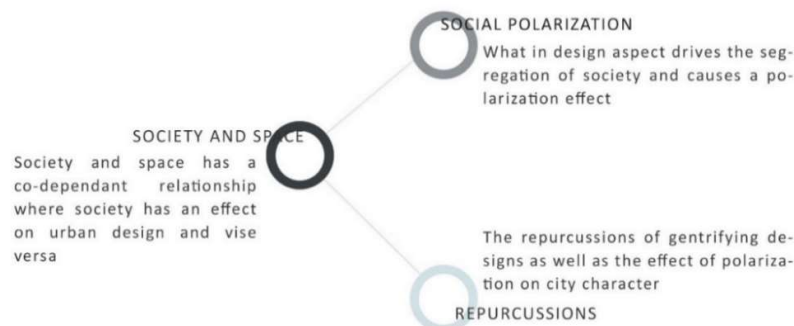 SOCIAL POLARIZATION
What in design aspect drives the seg-
regation of society and causes a po-
larization effect
SOCIETY AND SPACE
Society and space has a
co-dependant relationship
where society has an effect
on urban design and vise
versa
The repurcussions of gentrifying de-
signs as well as the effect of polariza-
tion on city character
REPURCUSSIONS